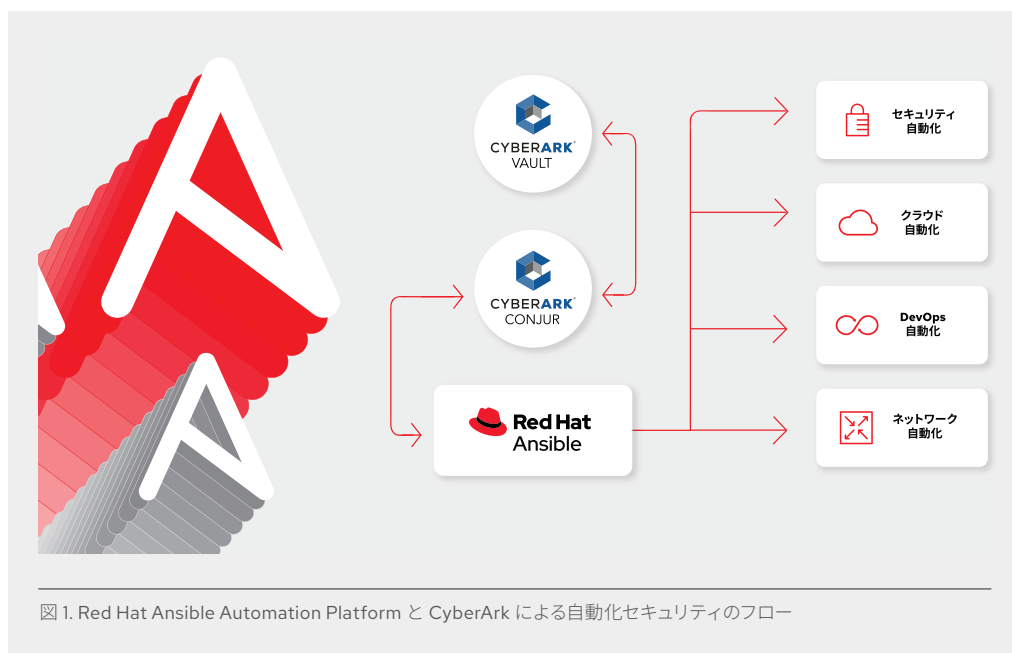 CYBERARK®
VAULT
CYBERARK®
CONJUR
Red Hat
Ansible
セキュリティ
自動化
クラウド
自動化
DevOps
自動化
ネットワーク
自動化
図 1. Red Hat Ansible Automation Platform と CyberArk による自動化セキュリティのフロー